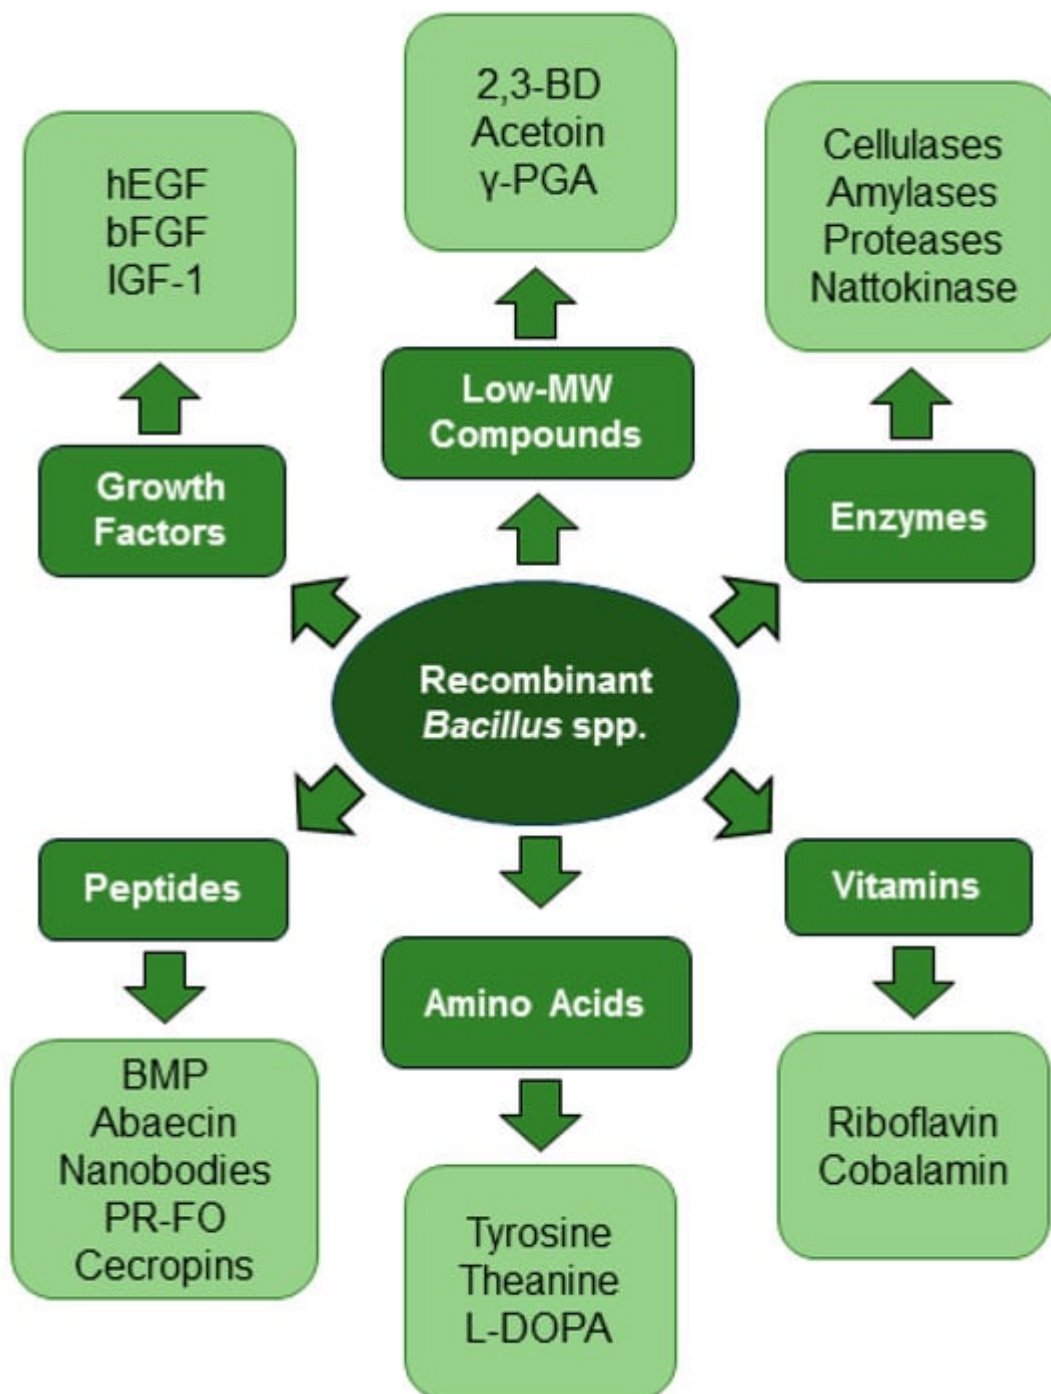 2,3-BD
Acetoin
γ-PGA
hEGF
bFGF
IGF-1
Cellulases
Amylases
Proteases
Nattokinase
Low-MW
Compounds
Growth
Factors
Enzymes
Recombinant
Bacillus spp.
Peptides
Vitamins
Amino Acids
BMP
Abaecin
Nanobodies
PR-FO
Cecropins
Riboflavin
Cobalamin
Tyrosine
Theanine
L-DOPA